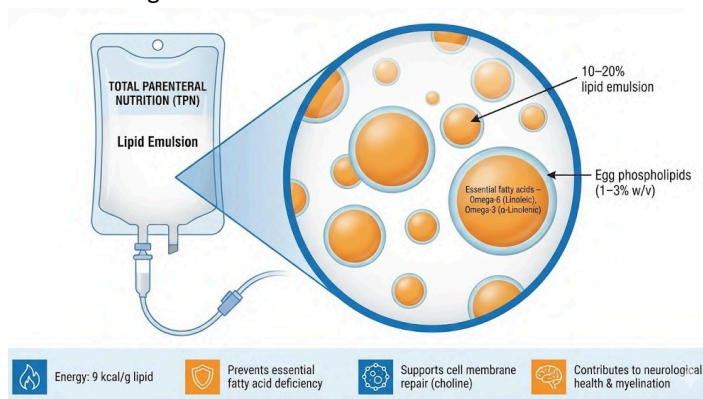 TOTAL PARENTERAL
NUTRITION (TPN)
Lipid Emulsion
10–20%
lipid emulsion
Egg phospholipids
(1–3% w/v)
Essential fatty acids –
Omega-6 (Linoleic),
Omega-3 (α-Linolenic)
Energy: 9 kcal/g lipid
Prevents essential
fatty acid deficiency
Supports cell membrane
repair (choline)
Contributes to neurological
health & myelination